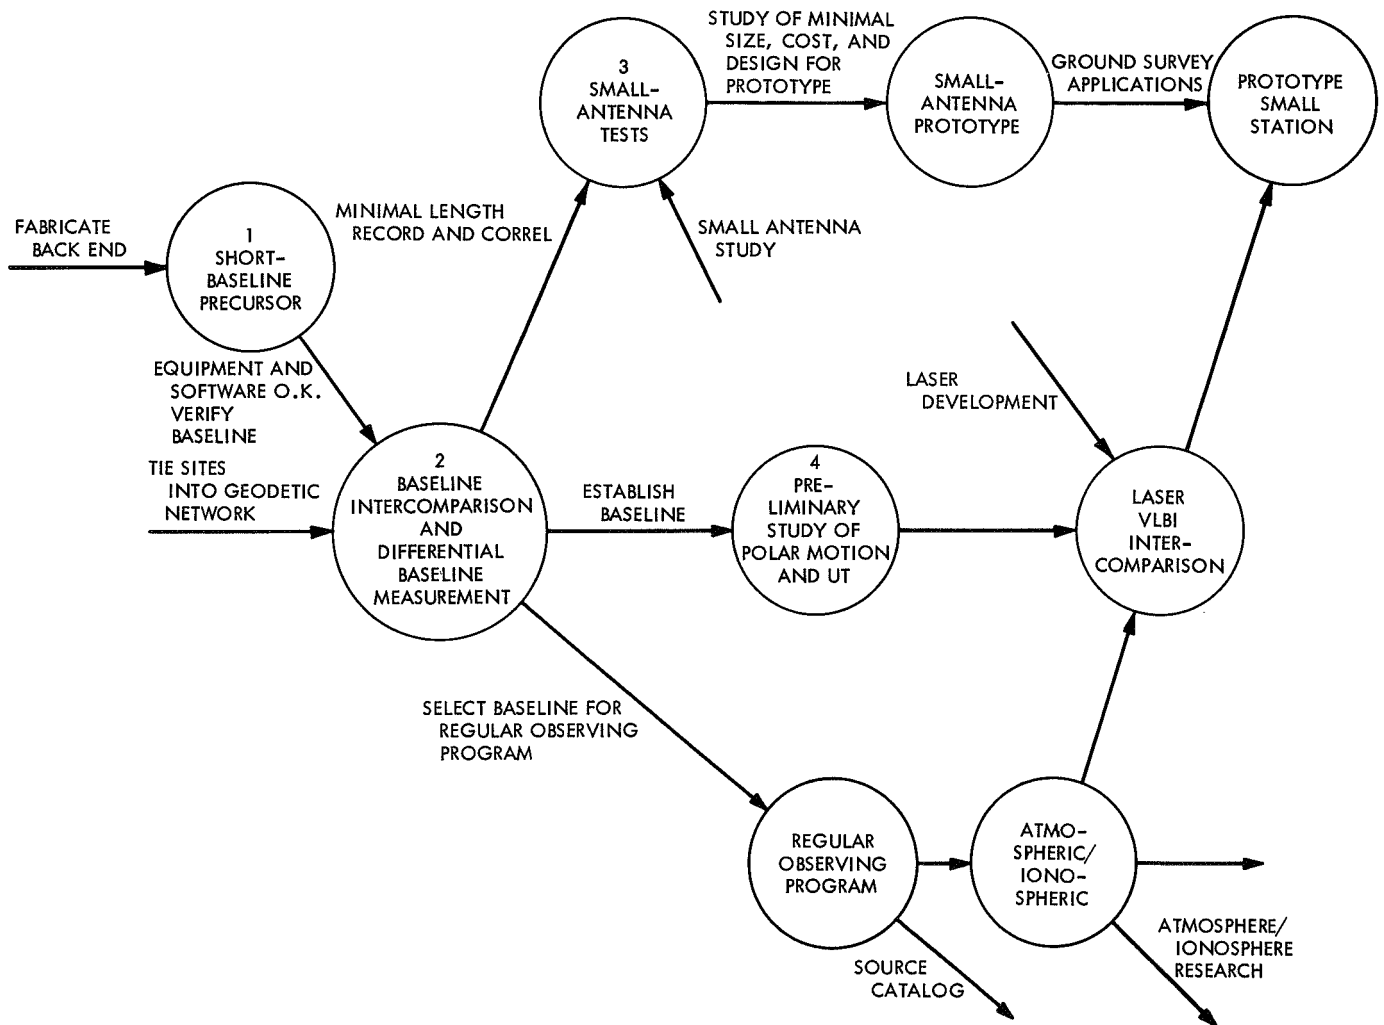 STUDY OF MINIMAL
SIZE, COST, AND
DESIGN FOR
PROTOTYPE
3
SMALL-
ANTENNA
TESTS
SMALL-
ANTENNA
PROTOTYPE
GROUND SURVEY
APPLICATIONS
PROTOTYPE
SMALL
STATION
FABRICATE
BACK END
1
SHORT-
BASELINE
PRECURSOR
MINIMAL LENGTH
RECORD AND CORREL
SMALL ANTENNA
STUDY
EQUIPMENT AND
SOFTWARE O.K.
VERIFY
BASELINE
LASER
DEVELOPMENT
TIE SITES
INTO GEODETIC
NETWORK
2
BASELINE
INTERCOMPARISON
AND
DIFFERENTIAL
BASELINE
MEASUREMENT
ESTABLISH
BASELINE
4
PRE-
LIMINARY
STUDY OF
POLAR MOTION
AND UT
LASER
VLBI
INTER-
COMPARISON
SELECT BASELINE FOR
REGULAR OBSERVING
PROGRAM
REGULAR
OBSERVING
PROGRAM
ATMO-
SPHERIC/
IONO-
SPHERIC
SOURCE
CATALOG
ATMOSPHERE/
IONOSPHERE
RESEARCH